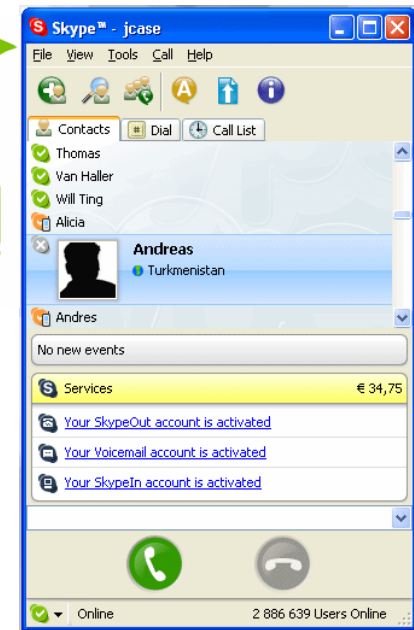 Skype™ - jcase
File View Tools Call Help
Contacts # Dial Call List
Thomas
Van Haller
Will Ting
Alicia
Andreas
Turkmenistan
Andres
No new events
Services € 34,75
Your SkypeOut account is activated
Your Voicemail account is activated
Your SkypeIn account is activated
Online 2 886 639 Users Online